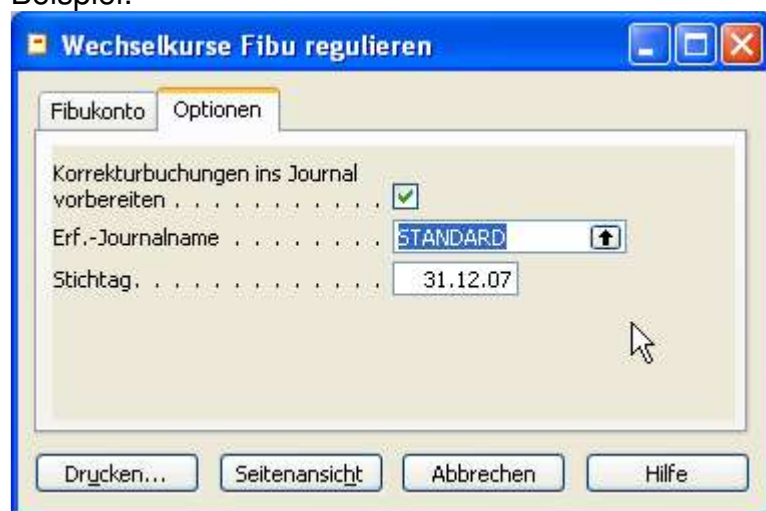 Beispiel:
Wechselkurse Fibu regulieren
Fibukonto Optionen
Korrekturbuchungen ins Journal
vorbereiten . . . . . . . . . . .
Erf.-Journalname . . . . . . . STANDARD
Stichtag. . . . . . . . . . . . . 31.12.07
Drucken... Seitenansicht Abbrechen Hilfe